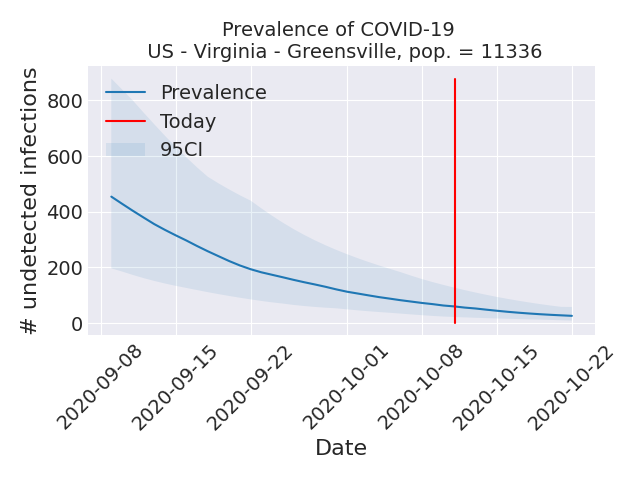 Prevalence of COVID-19
US - Virginia - Greensville, pop. = 11336
# undetected infections
800
600
400
200
0
Prevalence
Today
95CI
2020-09-08
2020-09-15
2020-09-22
2020-10-01
2020-10-08
2020-10-15
2020-10-22
Date